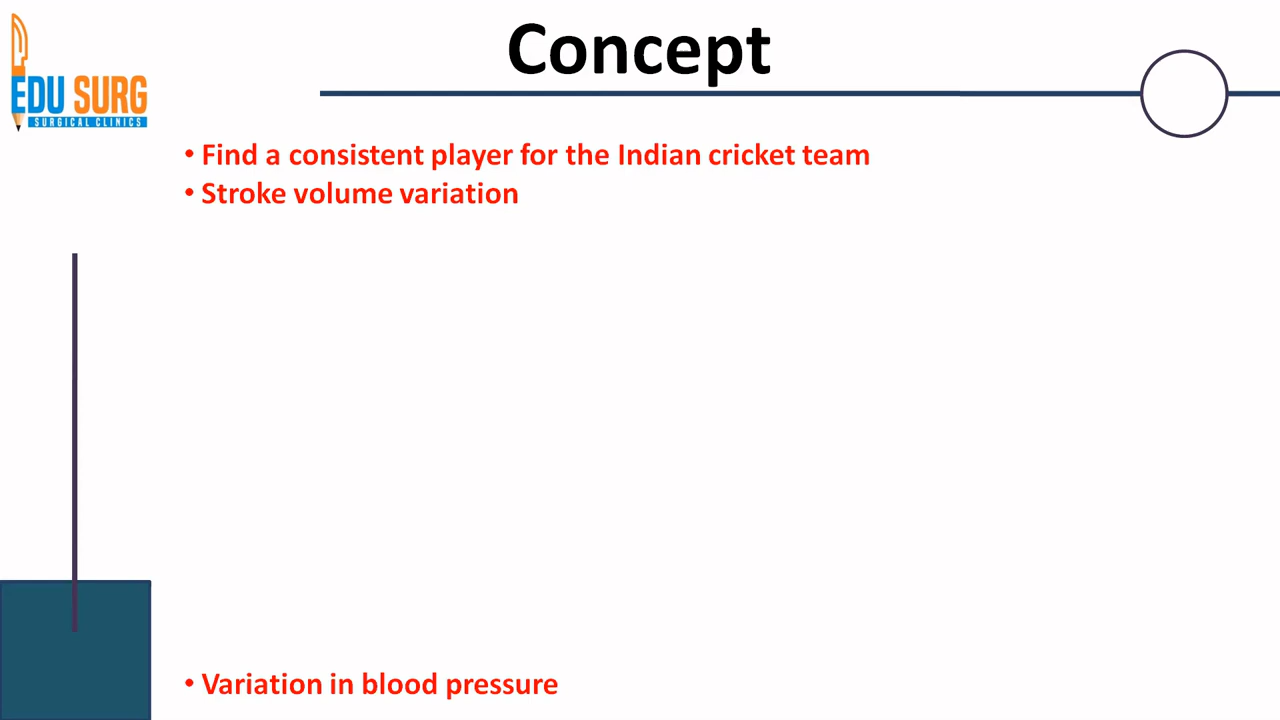 Concept
EDU SURG
SURGICAL CLINICS
• Find a consistent player for the Indian cricket team
• Stroke volume variation
• Variation in blood pressure